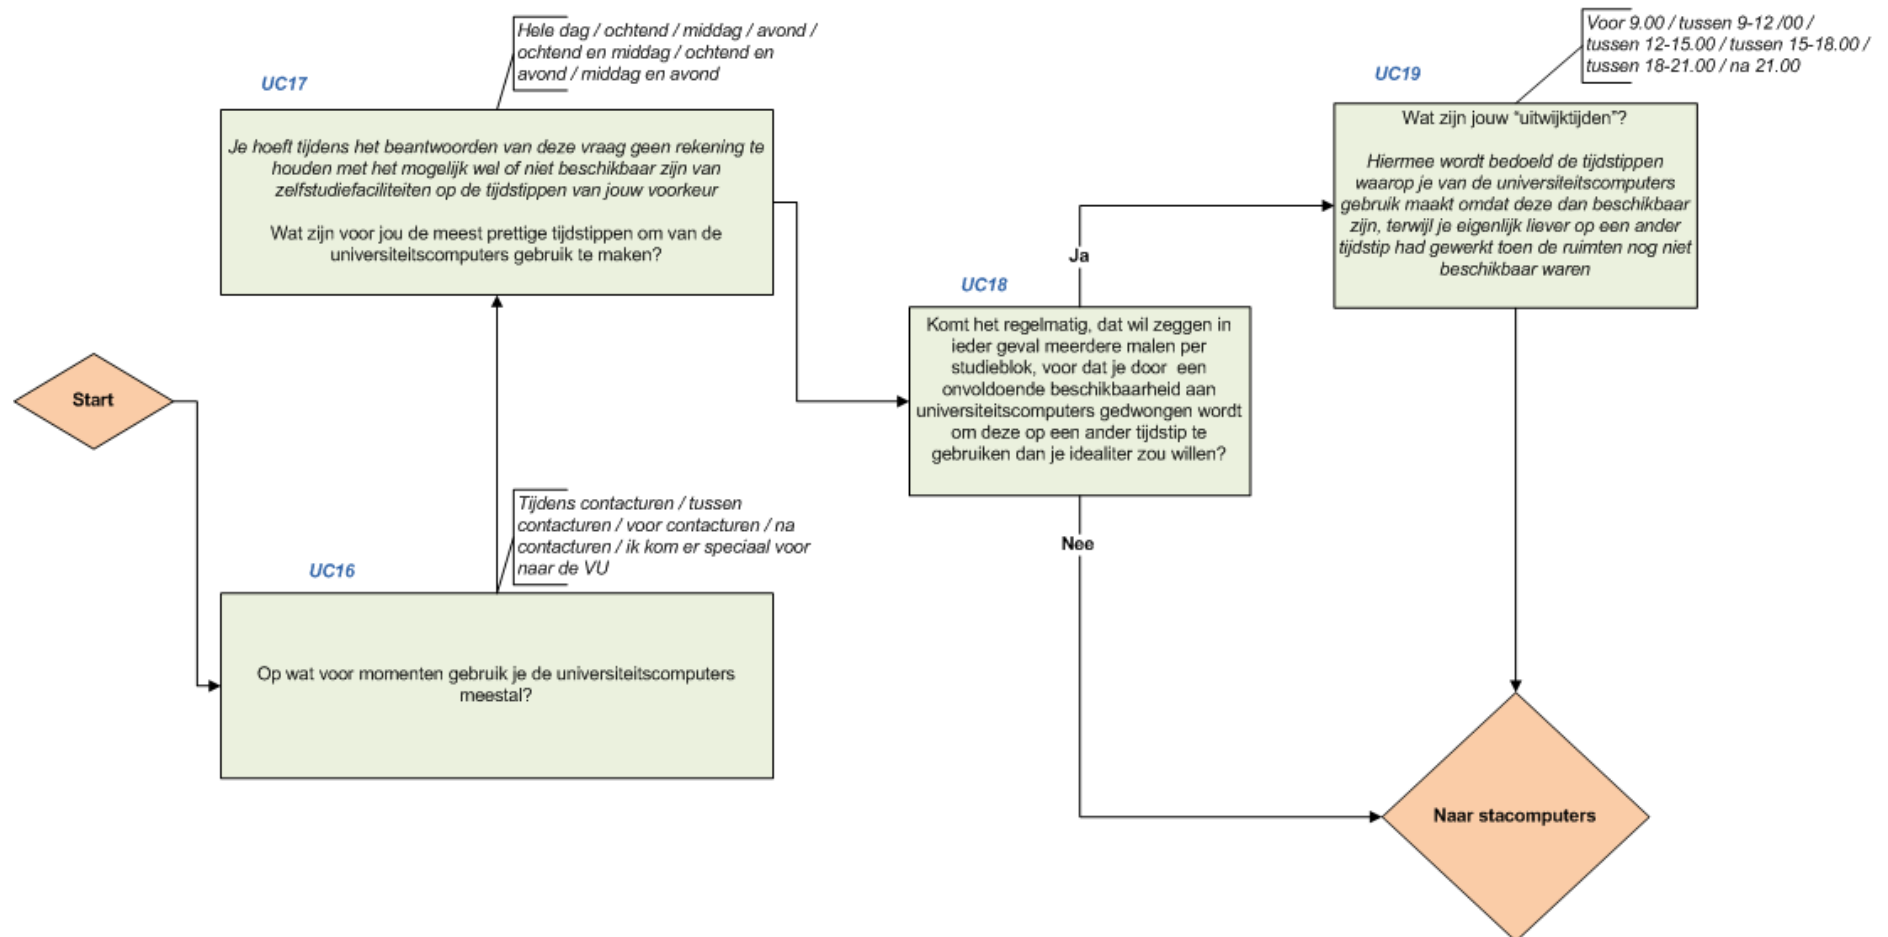 Start
UC16
Tijdens contacturen / tussen
contacturen / voor contacturen / na
contacturen / ik kom er speciaal voor
naar de VU
Op wat voor momenten gebruik je de universiteitscomputers
meestal?
UC17
Hele dag / ochtend / middag / avond /
ochtend en middag / ochtend en
avond / middag en avond
Je hoeft tijdens het beantwoorden van deze vraag geen rekening te
houden met het mogelijk wel of niet beschikbaar zijn van
zelfstudiefaciliteiten op de tijdstippen van jouw voorkeur
Wat zijn voor jou de meest prettige tijdstippen om van de
universiteitscomputers gebruik te maken?
UC18
Komt het regelmatig, dat wil zeggen in
ieder geval meerdere malen per
studieblok, voor dat je door een
onvoldoende beschikbaarheid aan
universiteitscomputers gedwongen wordt
om deze op een ander tijdstip te
gebruiken dan je idealiter zou willen?
Ja
Nee
UC19
Voor 9.00 / tussen 9-12 /00 /
tussen 12-15.00 / tussen 15-18.00 /
tussen 18-21.00 / na 21.00
Wat zijn jouw “uitwijktijden”?
Hiermee wordt bedoeld de tijdstippen
waarop je van de universiteitscomputers
gebruik maakt omdat deze dan beschikbaar
zijn, terwijl je eigenlijk liever op een ander
tijdstip had gewerkt toen de ruimten nog niet
beschikbaar waren
Naar stacomputers